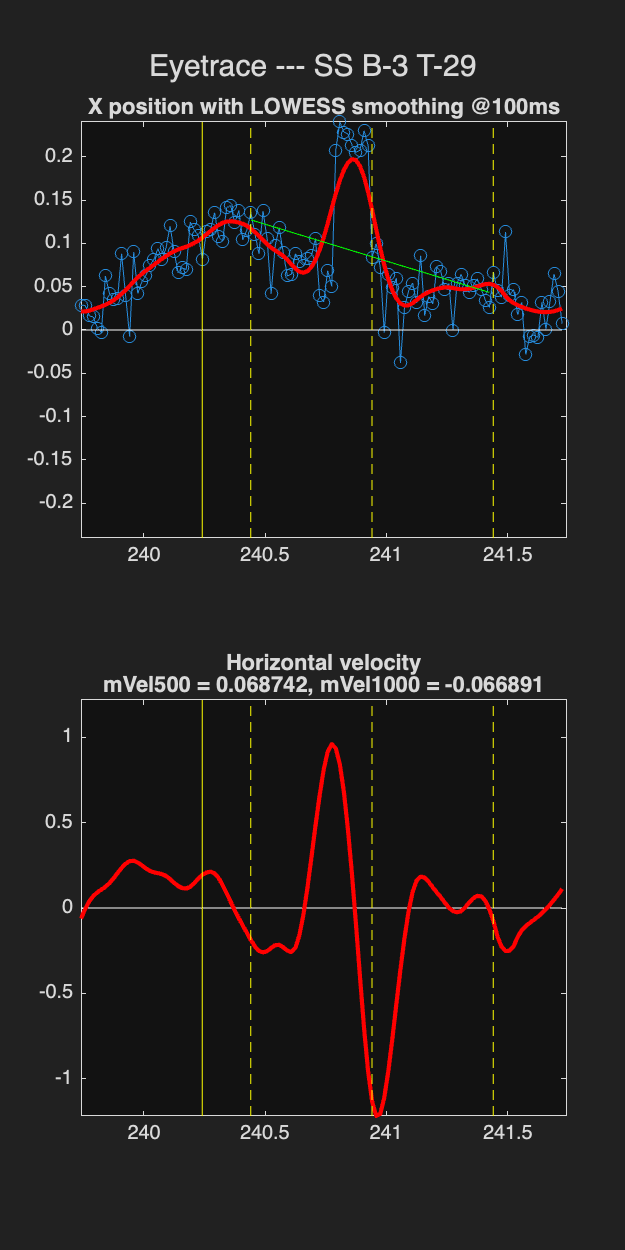 Eyetrace --- SS B-3 T-29
X position with LOWESS smoothing @100ms
0.2
0.15
0.1
0.05
0
-0.05
-0.1
-0.15
-0.2
240 240.5 241 241.5
Horizontal velocity
mVel500 = 0.068742, mVel1000 = -0.066891
1
0.5
0
-0.5
-1
240 240.5 241 241.5